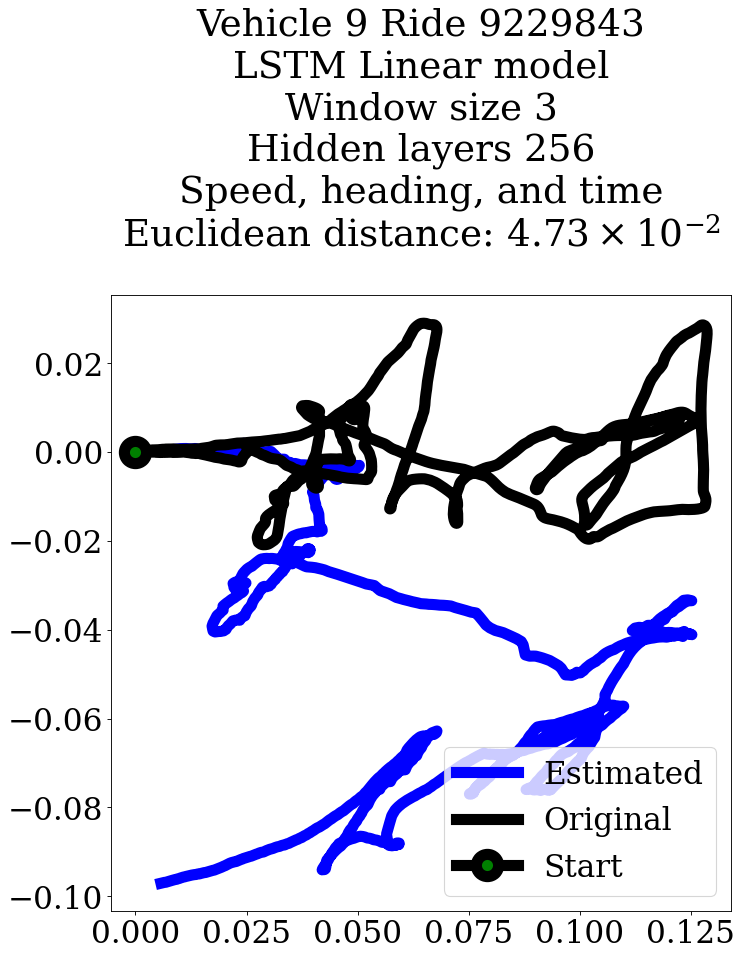 Vehicle 9 Ride 9229843
LSTM Linear model
Window size 3
Hidden layers 256
Speed, heading, and time
Euclidean distance: 4.73 × 10⁻²
0.02
0.00
−0.02
−0.04
−0.06
−0.08
−0.10
Estimated
Original
Start
0.000 0.025 0.050 0.075 0.100 0.125